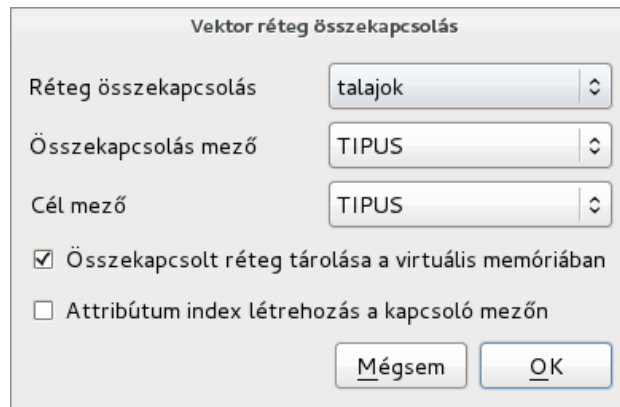 Vektor réteg összekapcsolás
Réteg összekapcsolás talajok
Összekapcsolás mező TIPUS
Cél mező TIPUS
Összekapcsolt réteg tárolása a virtuális memóriában
Attribútum index létrehozás a kapcsoló mezőn
Mégsem OK